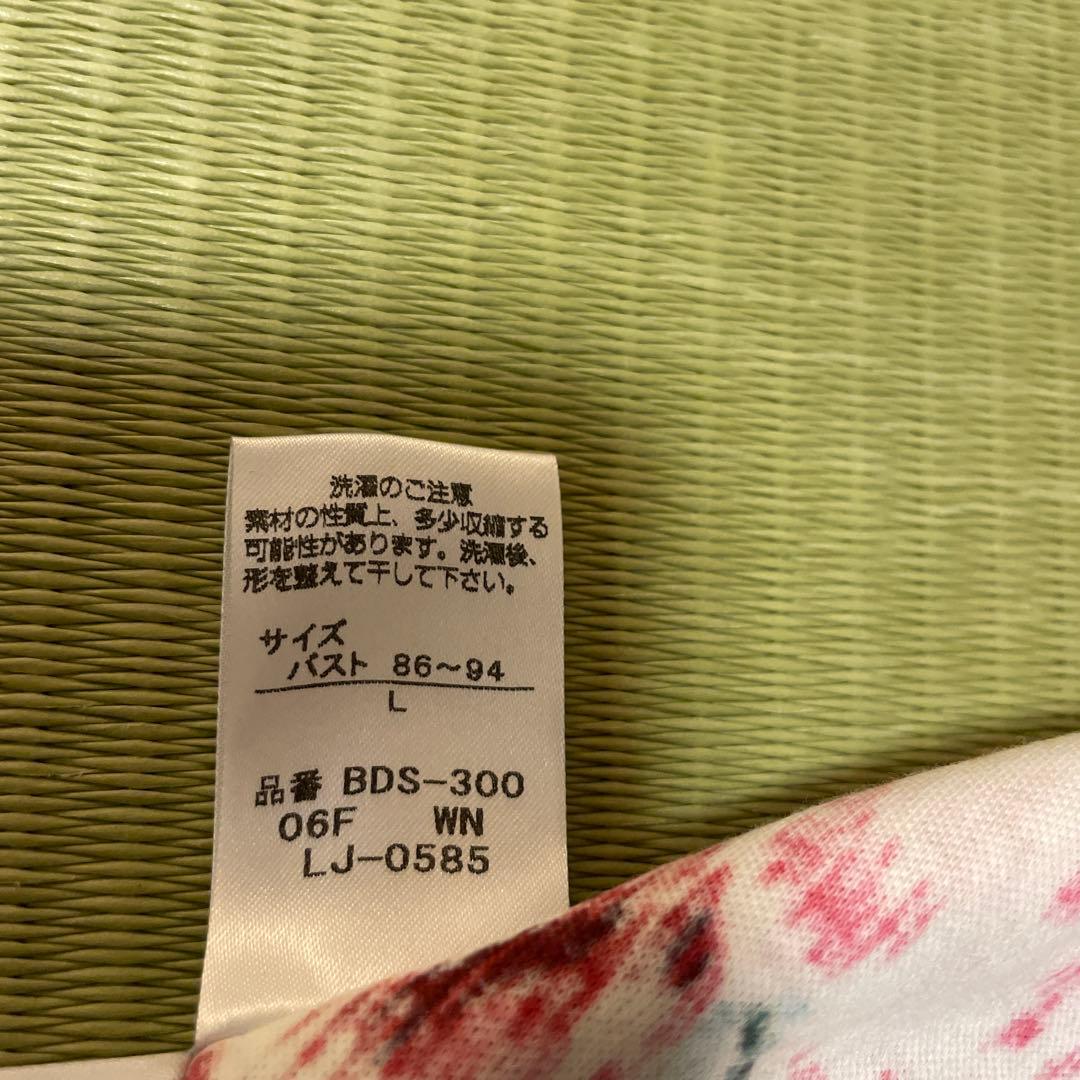 洗濯のご注意
素材の性質上、多少収縮する
可能性があります。洗濯後、
形を整えて干して下さい。
サイズ
バスト 86〜94
L
品番 BDS-300
06F WN
LJ-0585